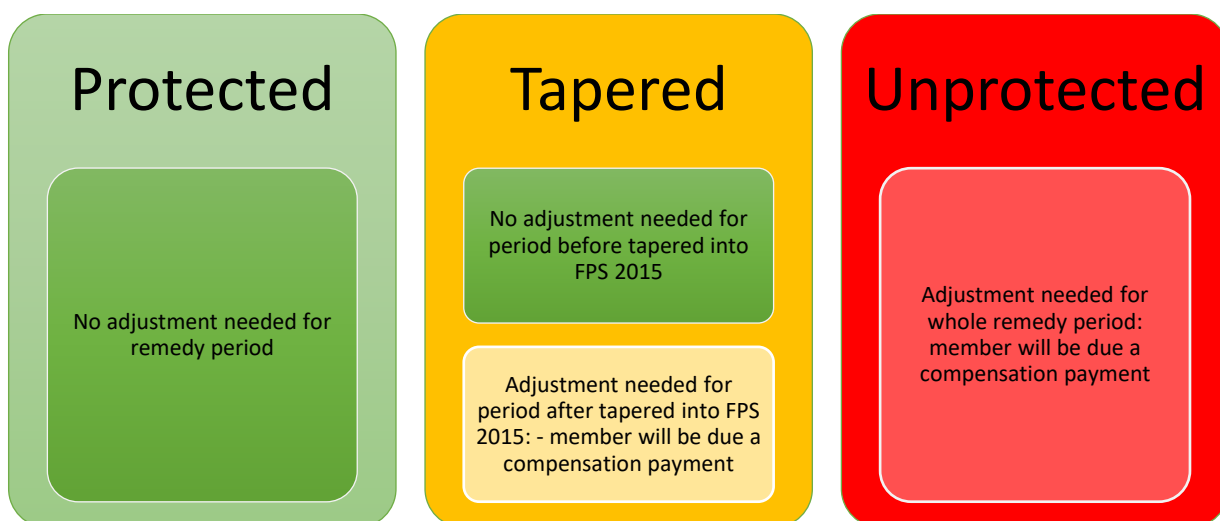 Protected
No adjustment needed for
remedy period
Tapered
No adjustment needed for
period before tapered into
FPS 2015
Adjustment needed for
period after tapered into FPS
2015: - member will be due a
compensation payment
Unprotected
Adjustment needed for
whole remedy period:
member will be due a
compensation payment